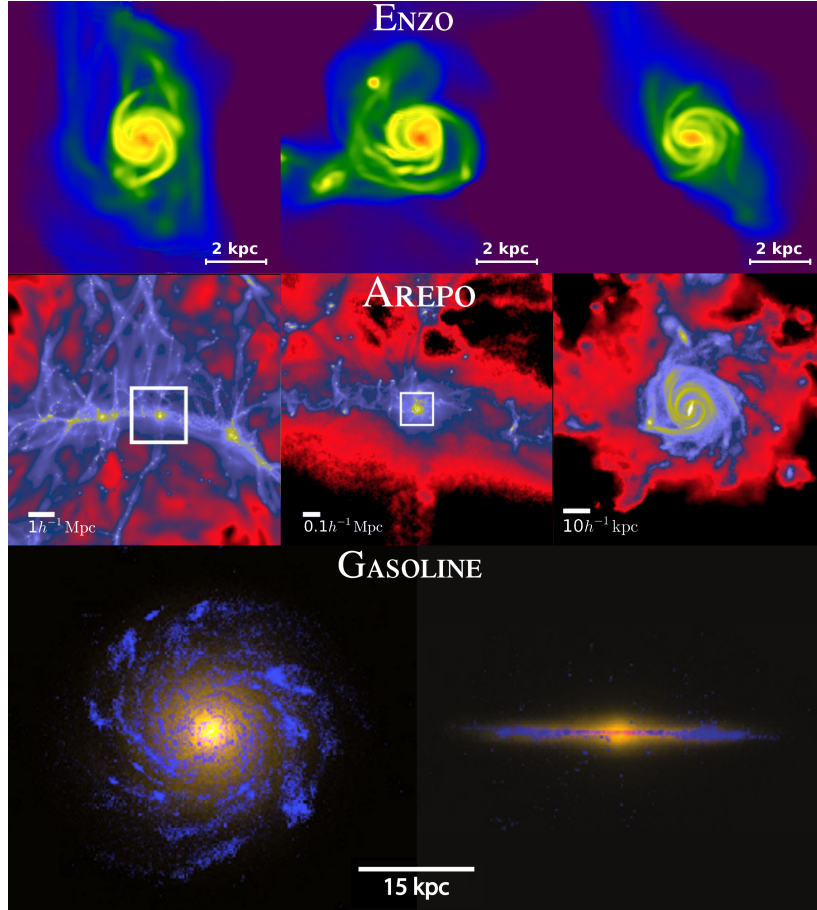 ENZO
2 kpc
2 kpc
2 kpc
AREPO
1h⁻¹ Mpc
0.1h⁻¹ Mpc
10h⁻¹ kpc
GASOLINE
15 kpc